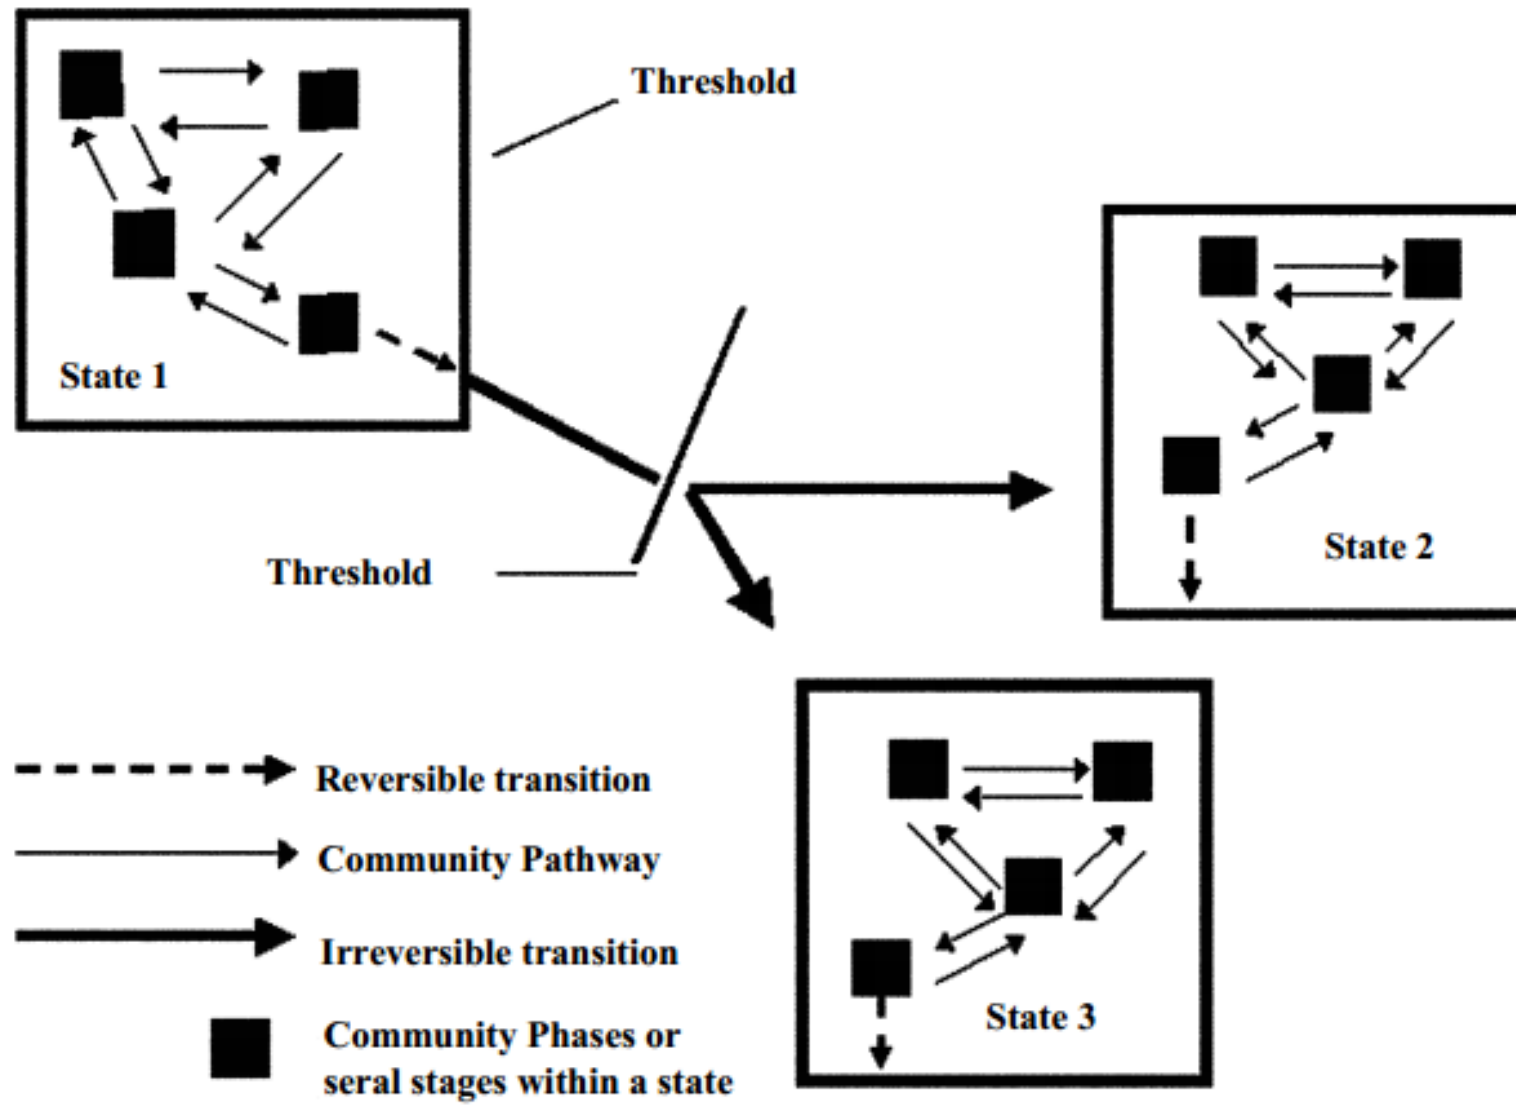 Threshold
State 1
State 2
Threshold
Reversible transition
Community Pathway
Irreversible transition
Community Phases or
seral stages within a state
State 3